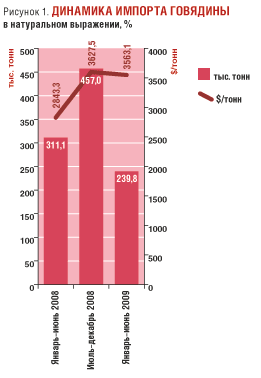 Рисунок 1. ДИНАМИКА ИМПОРТА ГОВЯДИНЫ
в натуральном выражении, %
тыс. тонн
$/тонн
500
450
400
350
300
250
200
150
100
50
0
4000
3500
3000
2500
2000
1500
1000
500
0
2843,3
3627,5
3563,1
311,1
457,0
239,8
тыс. тонн
$/тонн
Январь-июнь 2008
Июль-декабрь 2008
Январь-июнь 2009